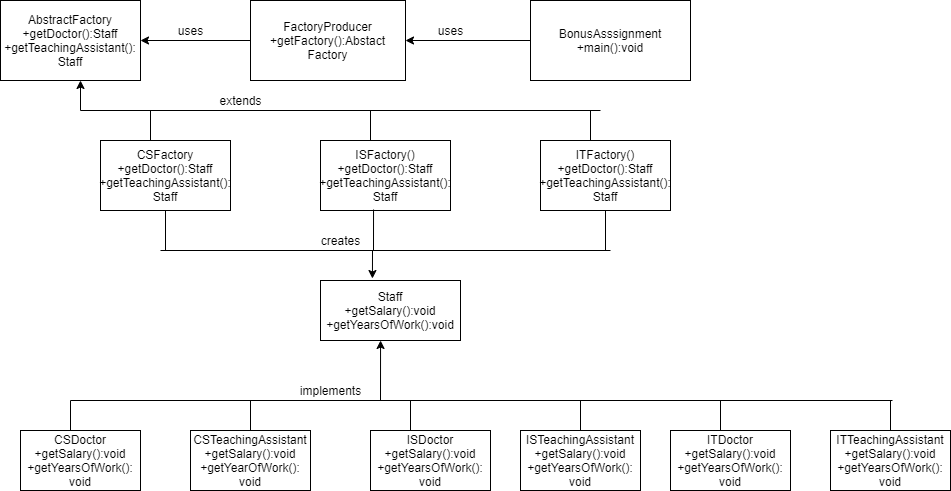 AbstractFactory
+getDoctor():Staff
+getTeachingAssistant():
Staff
uses
FactoryProducer
+getFactory():Abstact
Factory
uses
BonusAsssignment
+main():void
extends
CSFactory
+getDoctor():Staff
+getTeachingAssistant():
Staff
ISFactory()
+getDoctor():Staff
+getTeachingAssistant():
Staff
ITFactory()
+getDoctor():Staff
+getTeachingAssistant():
Staff
creates
Staff
+getSalary():void
+getYearsOfWork():void
implements
CSDoctor
+getSalary():void
+getYearsOfWork():
void
CSTeachingAssistant
+getSalary():void
+getYearOfWork():
void
ISDoctor
+getSalary():void
+getYearsOfWork():
void
ISTeachingAssistant
+getSalary():void
+getYearsOfWork():
void
ITDoctor
+getSalary():void
+getYearsOfWork():
void
ITTeachingAssistant
+getSalary():void
+getYearsOfWork():
void